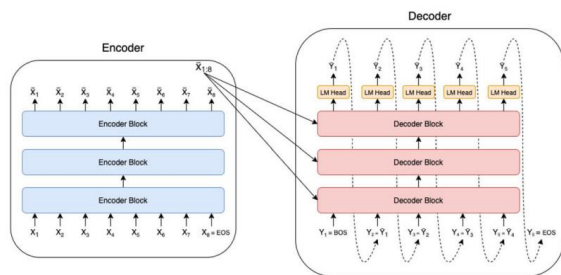 Encoder
X̄₁:₈
X̄₁ X̄₂ X̄₃ X̄₄ X̄₅ X̄₆ X̄₇ X̄₈
Encoder Block
Encoder Block
Encoder Block
X₁ X₂ X₃ X₄ X₅ X₆ X₇ X₈ = EOS
Decoder
Ȳ₁ Ȳ₂ Ȳ₃ Ȳ₄ Ȳ₅
LM Head LM Head LM Head LM Head LM Head
Decoder Block
Decoder Block
Decoder Block
Y₁ = BOS Y₂ = Ȳ₁ Y₃ = Ȳ₂ Y₄ = Ȳ₃ Y₅ = Ȳ₄ Y₆ = EOS